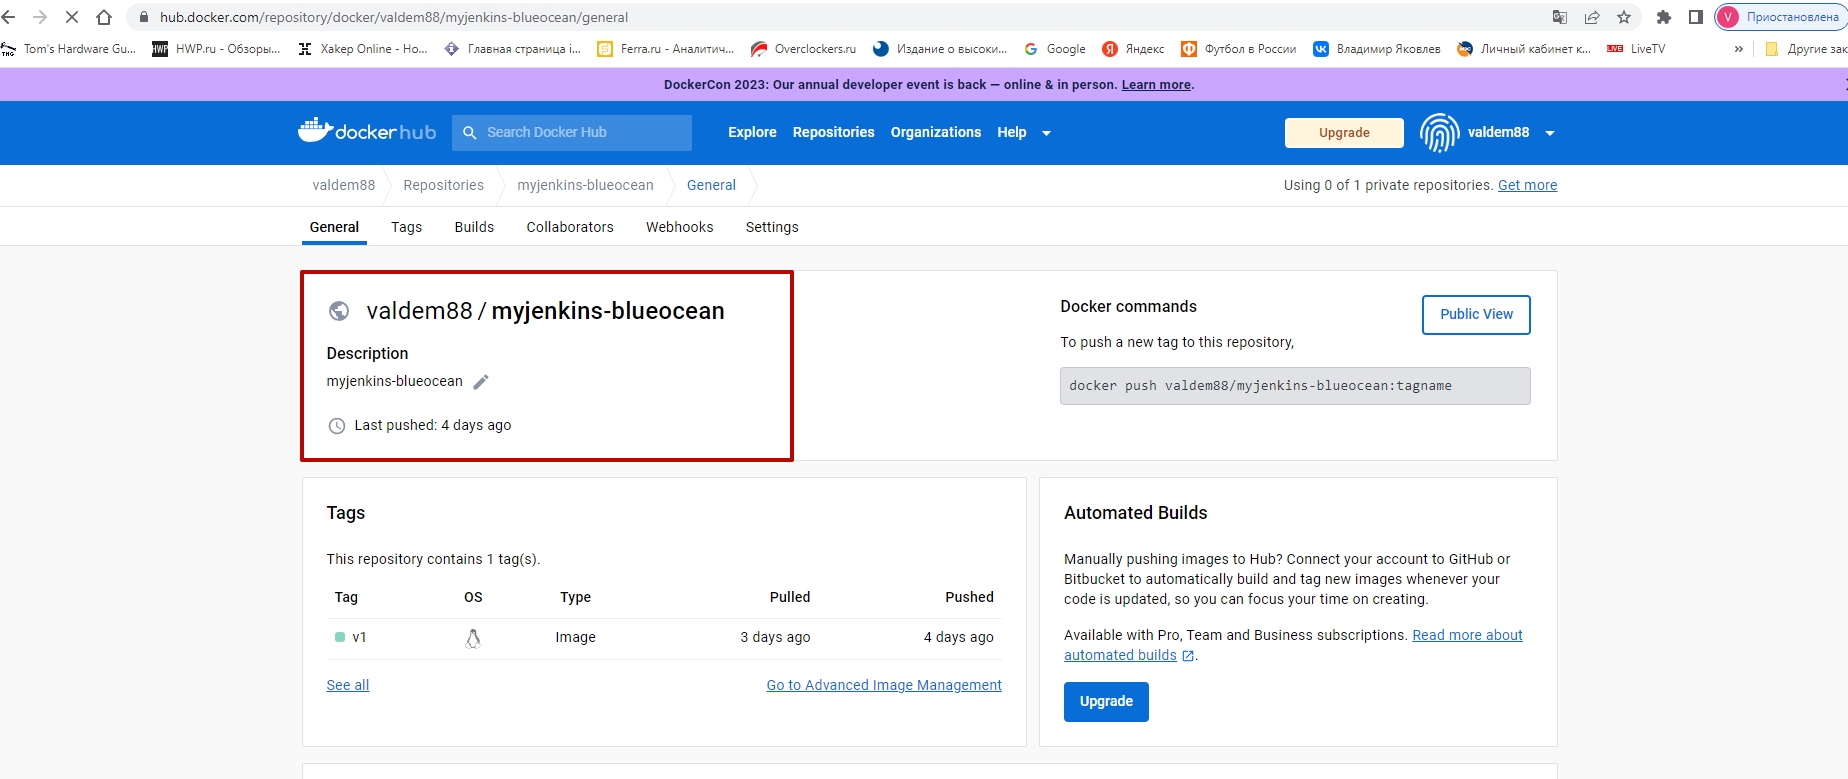 hub.docker.com/repository/docker/valdem88/myjenkins-blueocean/general
V Приостановлена
Tom's Hardware Gu... HWP HWP.ru - Обзоры... Xakep Online - Ho... Главная страница i... Ferra.ru - Аналитич... Overclockers.ru Издание о высоки... Google Яндекс Футбол в России Владимир Яковлев Личный кабинет к... LIVE LiveTV » Другие зак
DockerCon 2023: Our annual developer event is back — online & in person. Learn more.
dockerhub Search Docker Hub Explore Repositories Organizations Help Upgrade valdem88
valdem88 Repositories myjenkins-blueocean General Using 0 of 1 private repositories. Get more
General Tags Builds Collaborators Webhooks Settings
valdem88 / myjenkins-blueocean
Description
myjenkins-blueocean
Last pushed: 4 days ago
Docker commands
Public View
To push a new tag to this repository,
docker push valdem88/myjenkins-blueocean:tagname
Tags
This repository contains 1 tag(s).
Tag OS Type Pulled Pushed
v1 Image 3 days ago 4 days ago
See all Go to Advanced Image Management
Automated Builds
Manually pushing images to Hub? Connect your account to GitHub or
Bitbucket to automatically build and tag new images whenever your
code is updated, so you can focus your time on creating.
Available with Pro, Team and Business subscriptions. Read more about
automated builds.
Upgrade